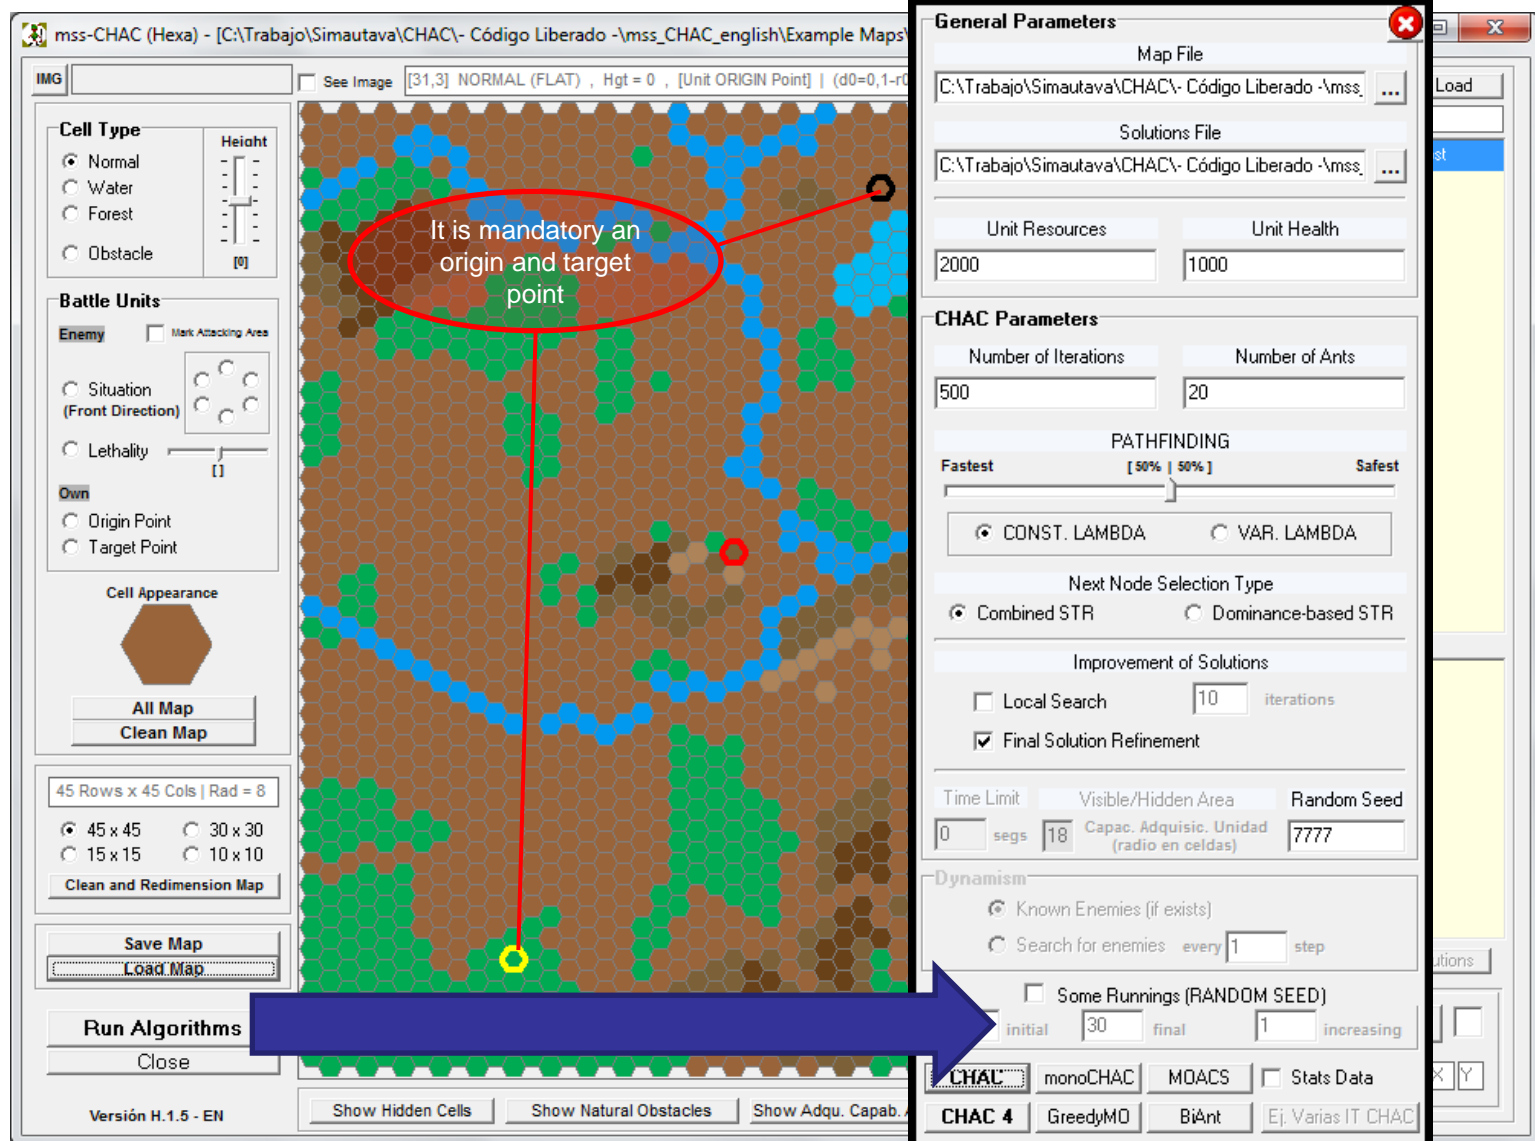 mss-CHAC (Hexa) - [C:\Trabajo\Simautava\CHAC\- Código Liberado -\mss_CHAC_english\Example Maps\
IMG
See Image
[31,3] NORMAL (FLAT) , Hgt = 0 , [Unit ORIGIN Point] | (d0=0,1-r0
Cell Type
Height
Normal
Water
Forest
Obstacle
[0]
Battle Units
Enemy
Mark Attacking Area
Situation
(Front Direction)
Lethality
[ ]
Own
Origin Point
Target Point
Cell Appearance
All Map
Clean Map
45 Rows x 45 Cols | Rad = 8
45 x 45
30 x 30
15 x 15
10 x 10
Clean and Redimension Map
Save Map
Load Map
Run Algorithms
Close
Versión H.1.5 - EN
It is mandatory an
origin and target
point
Show Hidden Cells
Show Natural Obstacles
Show Adqu. Capab.
General Parameters
Map File
C:\Trabajo\Simautava\CHAC\- Código Liberado -\mss_
...
Solutions File
C:\Trabajo\Simautava\CHAC\- Código Liberado -\mss_
...
Unit Resources
Unit Health
2000
1000
CHAC Parameters
Number of Iterations
Number of Ants
500
20
PATHFINDING
Fastest
[ 50% | 50% ]
Safest
CONST. LAMBDA
VAR. LAMBDA
Next Node Selection Type
Combined STR
Dominance-based STR
Improvement of Solutions
Local Search
10
iterations
Final Solution Refinement
Time Limit
Visible/Hidden Area
Random Seed
0
segs
18
Capac. Adquisic. Unidad
(radio en celdas)
7777
Dynamism
Known Enemies (if exists)
Search for enemies
every
1
step
Some Runnings (RANDOM SEED)
initial
30
final
1
increasing
CHAC
monoCHAC
MOACS
Stats Data
CHAC 4
GreedyMO
BiAnt
Ej. Varias IT CHAC
Load
st
utions
X
Y